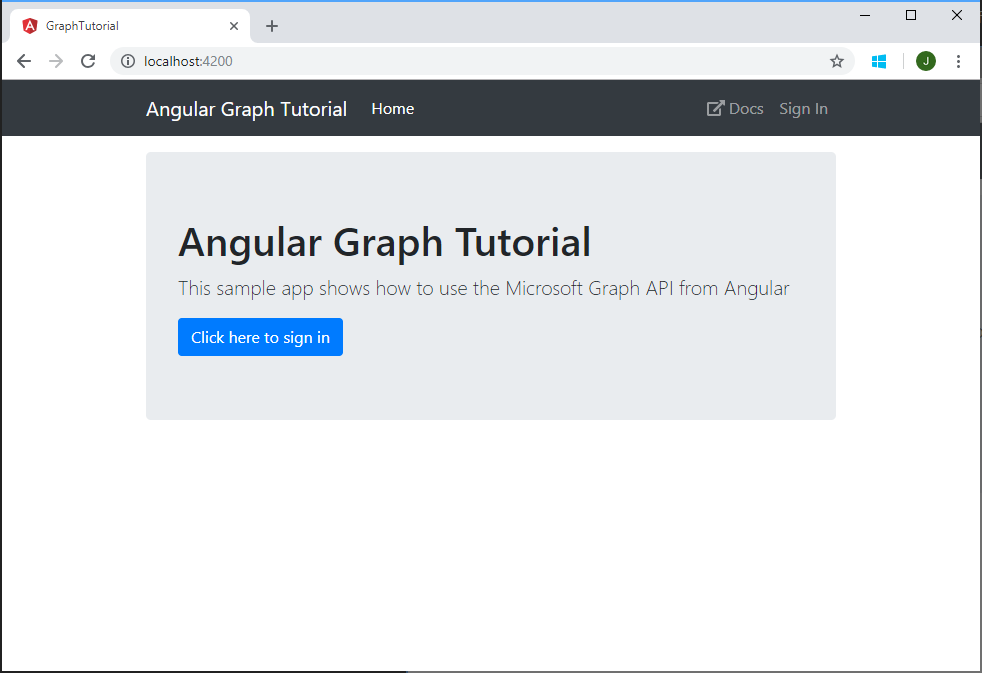 GraphTutorial
localhost:4200
J
Angular Graph Tutorial Home Docs Sign In
Angular Graph Tutorial
This sample app shows how to use the Microsoft Graph API from Angular
Click here to sign in